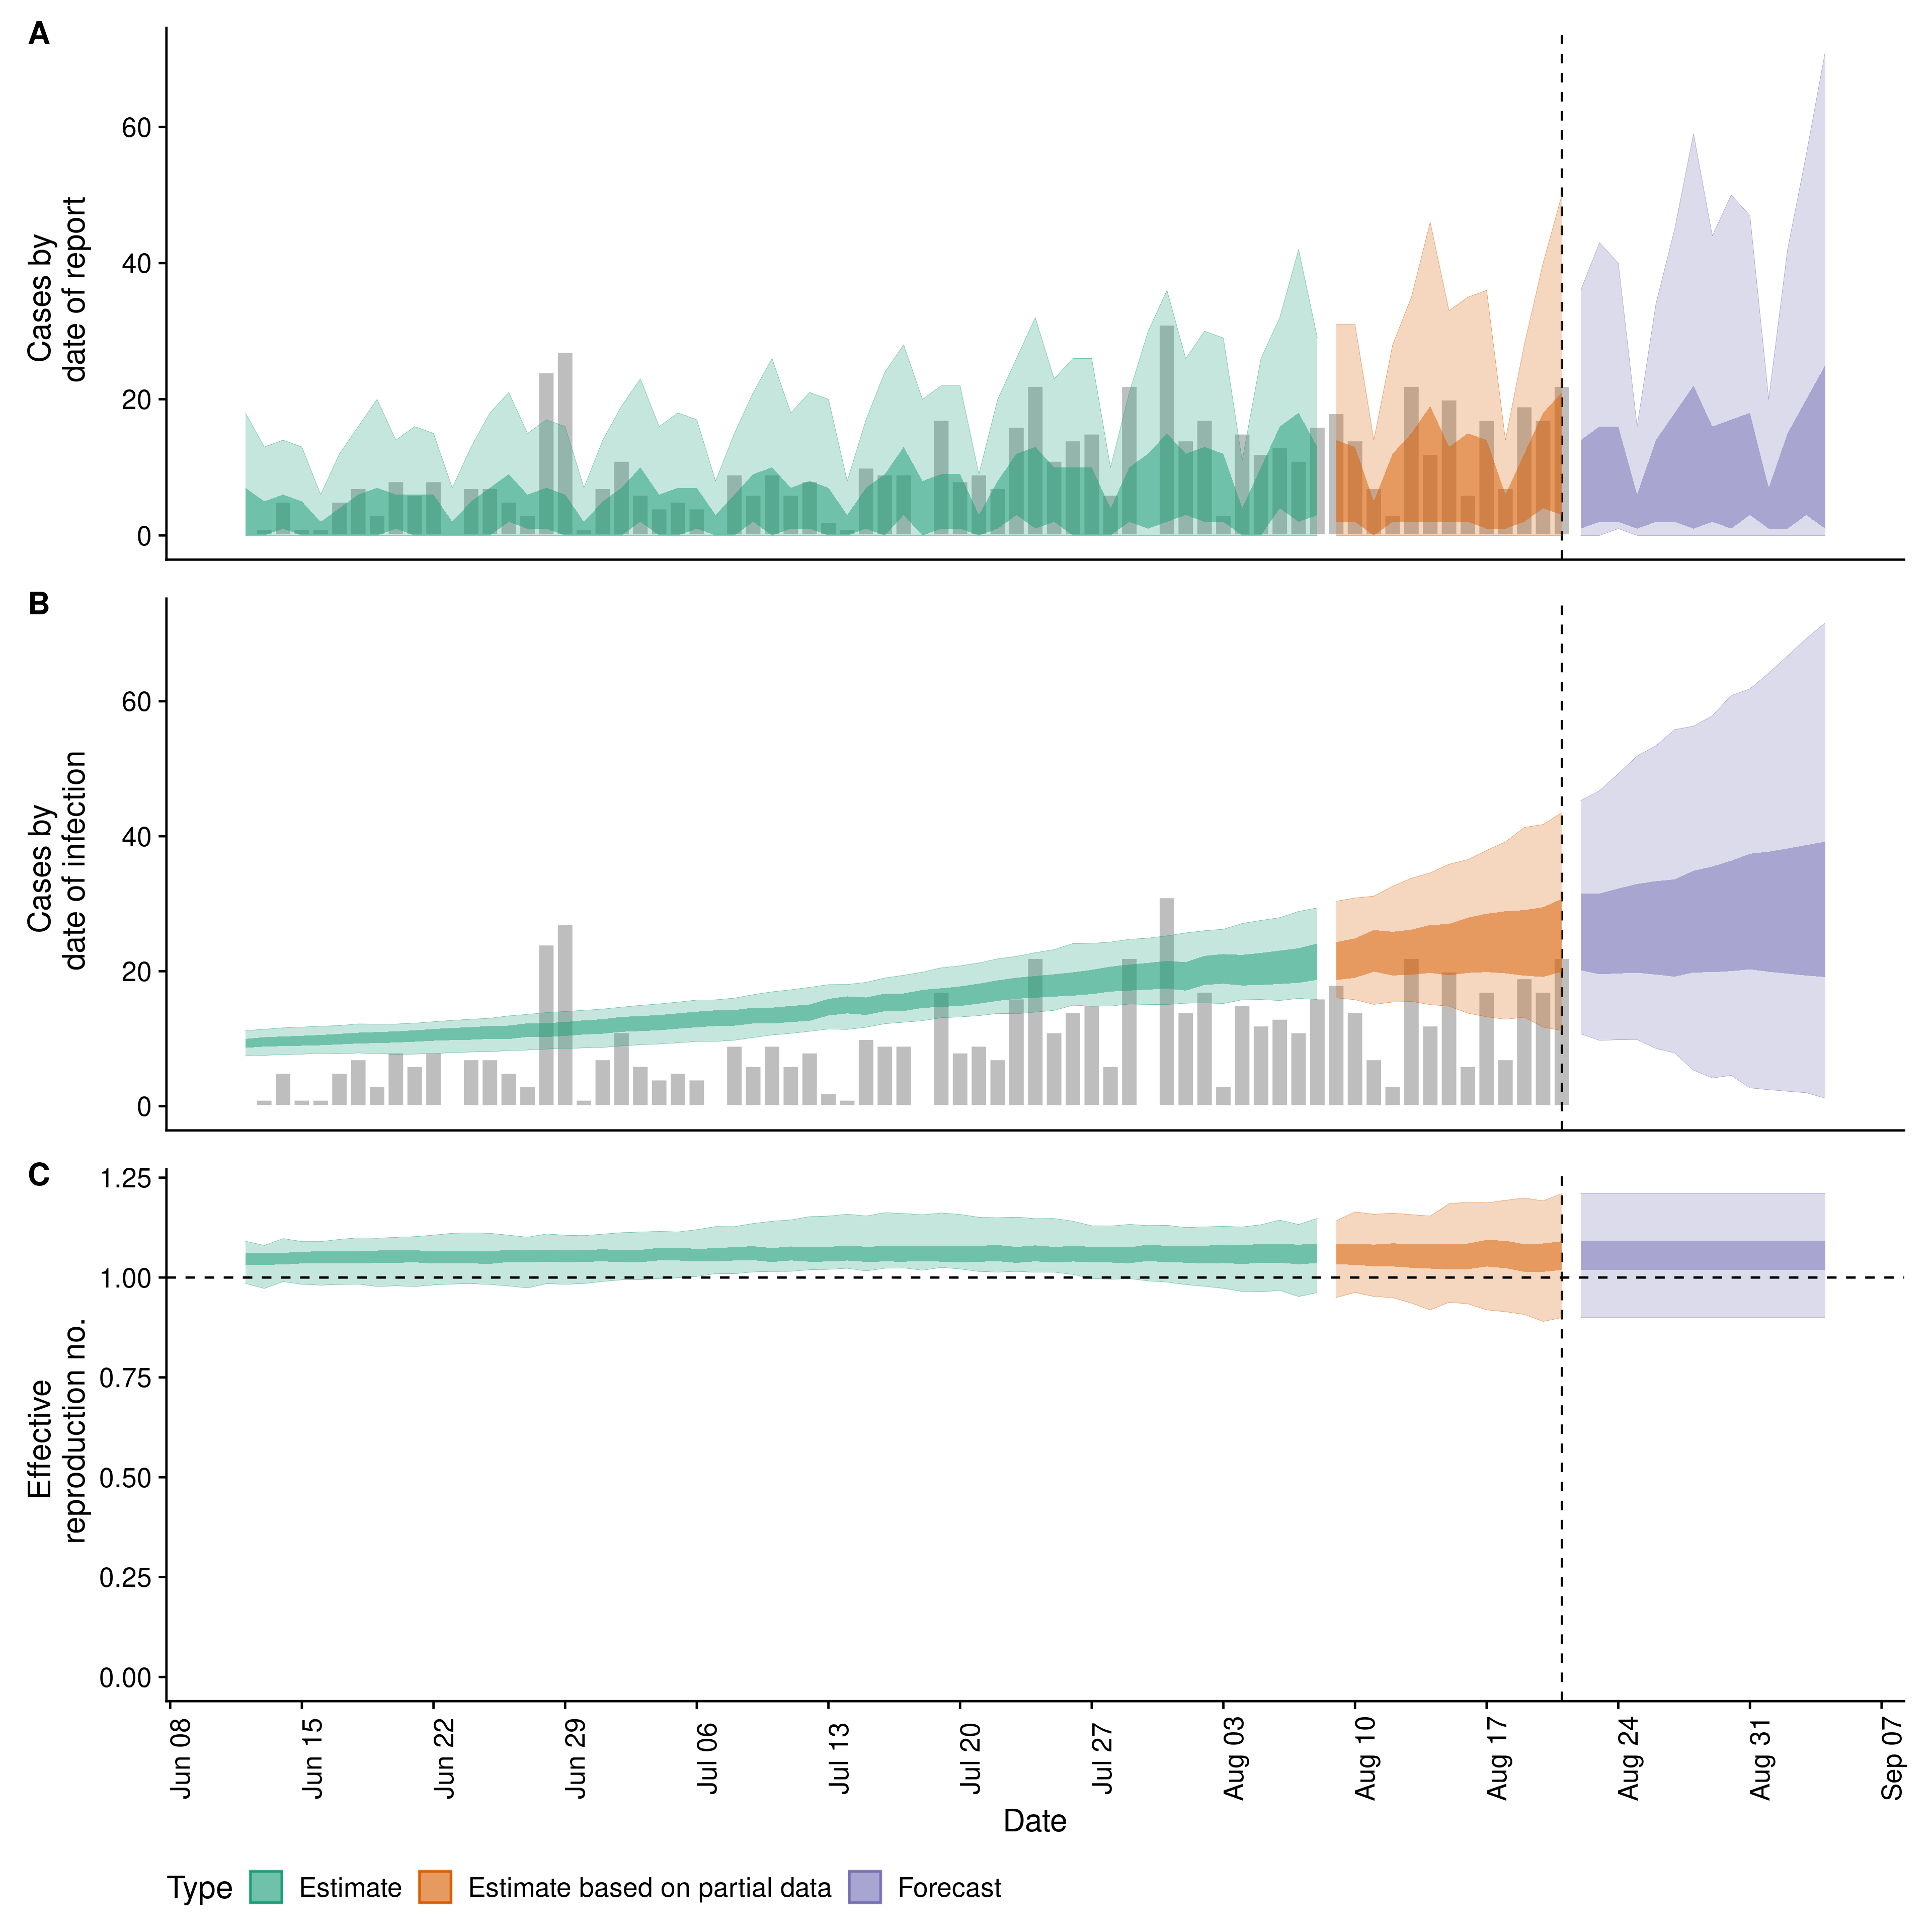 A
Cases by
date of report
60
40
20
0
B
Cases by
date of infection
60
40
20
0
C
Effective
reproduction no.
1.25
1.00
0.75
0.50
0.25
0.00
Jun 08
Jun 15
Jun 22
Jun 29
Jul 06
Jul 13
Jul 20
Jul 27
Aug 03
Aug 10
Aug 17
Aug 24
Aug 31
Sep 07
Date
Type
Estimate
Estimate based on partial data
Forecast